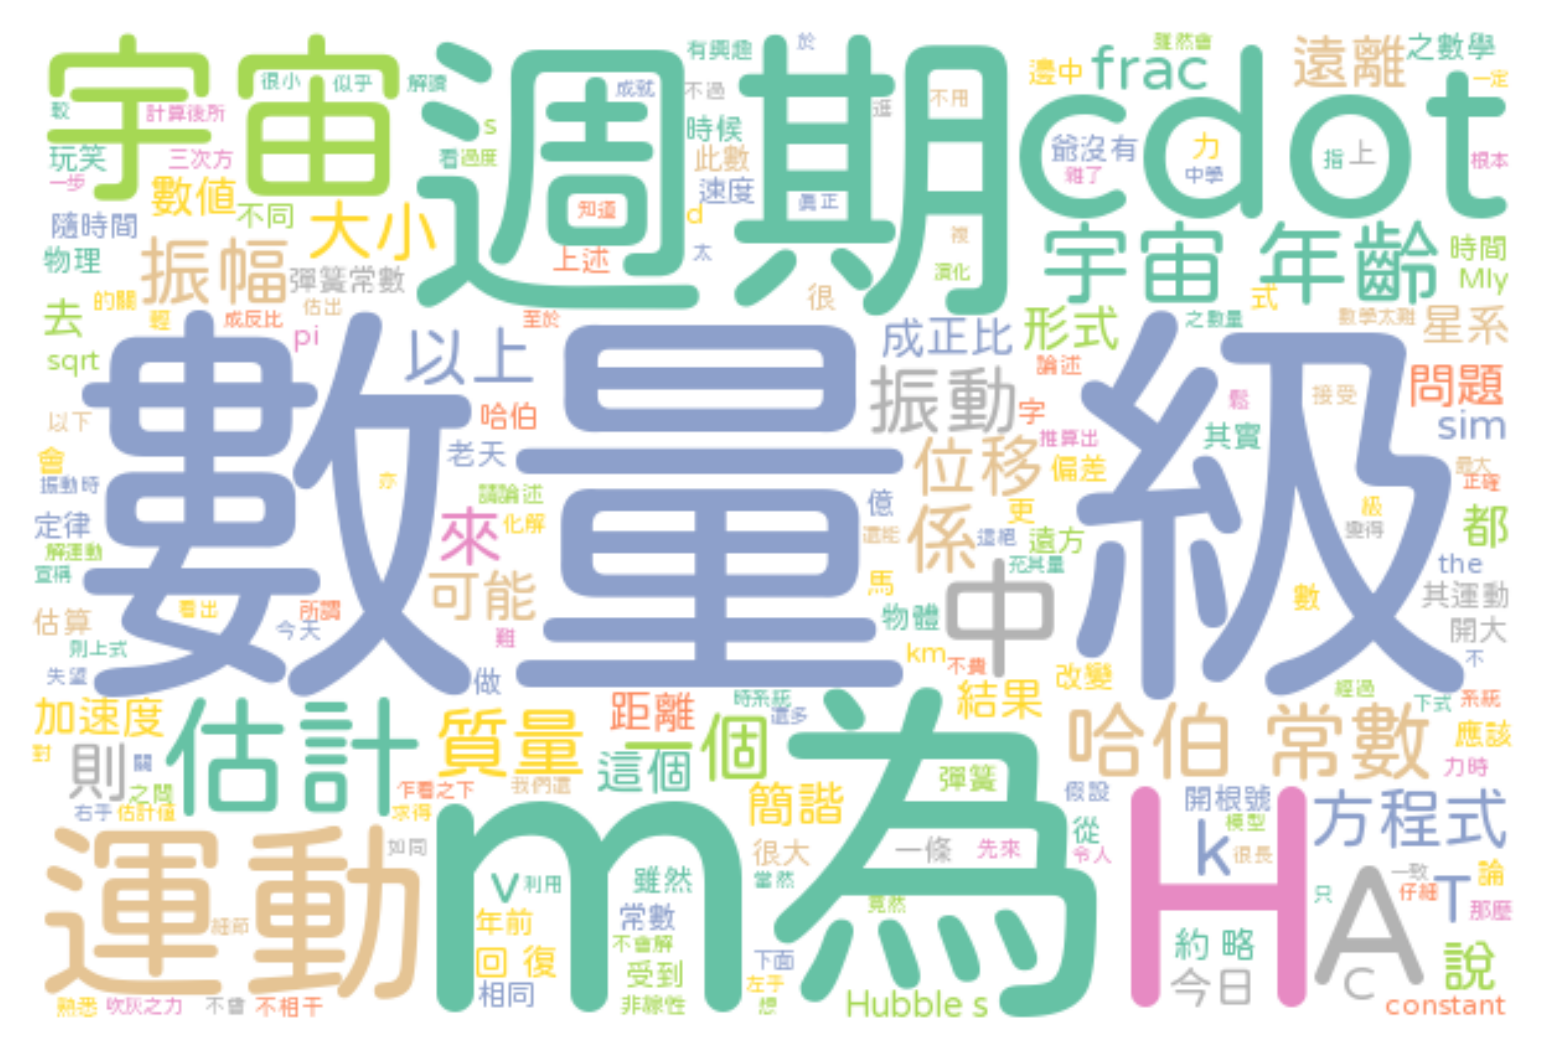 宇宙
週期
cdot
數量級
為
m
H
運動
估計
宇宙 年齡
哈伯 常數
質量
振幅
大小
數值
不同
玩笑
三次方
計算後所
很小
似乎
解讀
較
一步
隨時間
物理
的關
去
sqrt
pi
輕
成反比
估出
彈簧常數
s
看
過度
知道
上述
成就
有興趣
不過
時候
此數
速度
d
太
於
真正
逛
不用
複
演化
很
至於
邊中
frac
雖然會
遠離
之數學
一定
爺沒有
雖了
力
中學
指
上
根本
時間
Mly
式
之數量
數學太難
星系
形式
論述
成正比
振動
字
推算出
以上
哈伯
老天
請論述
化解
來
可能
難
億
還能
馬
物體
km
不貴
位移
係
偏差
更
這絕
遠方
充其量
中
改變
結果
鬆
其實
接受
問題
sim
最大
正確
級
變得
都
the
數
其運動
開大
不
經過
下式
系統
應該
力時
以下
會
振動時
定律
解運動
宣稱
估算
則上式
失望
看出
所謂
今天
亦
做
加速度
對
則
關
之間
右手
估計值
乍看之下
求得
我們還
距離
一個
時系統
還多
這個
簡諧
彈簧
假設
從
令人
開根號
k
模型
很長
方程式
如同
細節
v
利用
年前
回 復
相同
雖然
常數
不會解
受到
非線性
很大
當然
下面
左手
想
一條
先來
竟然
Hubble s
約 略
今日
A
C
T
一致
仔細
論
那麼
只
說
constant
熟悉
吹灰之力
不會
不相干